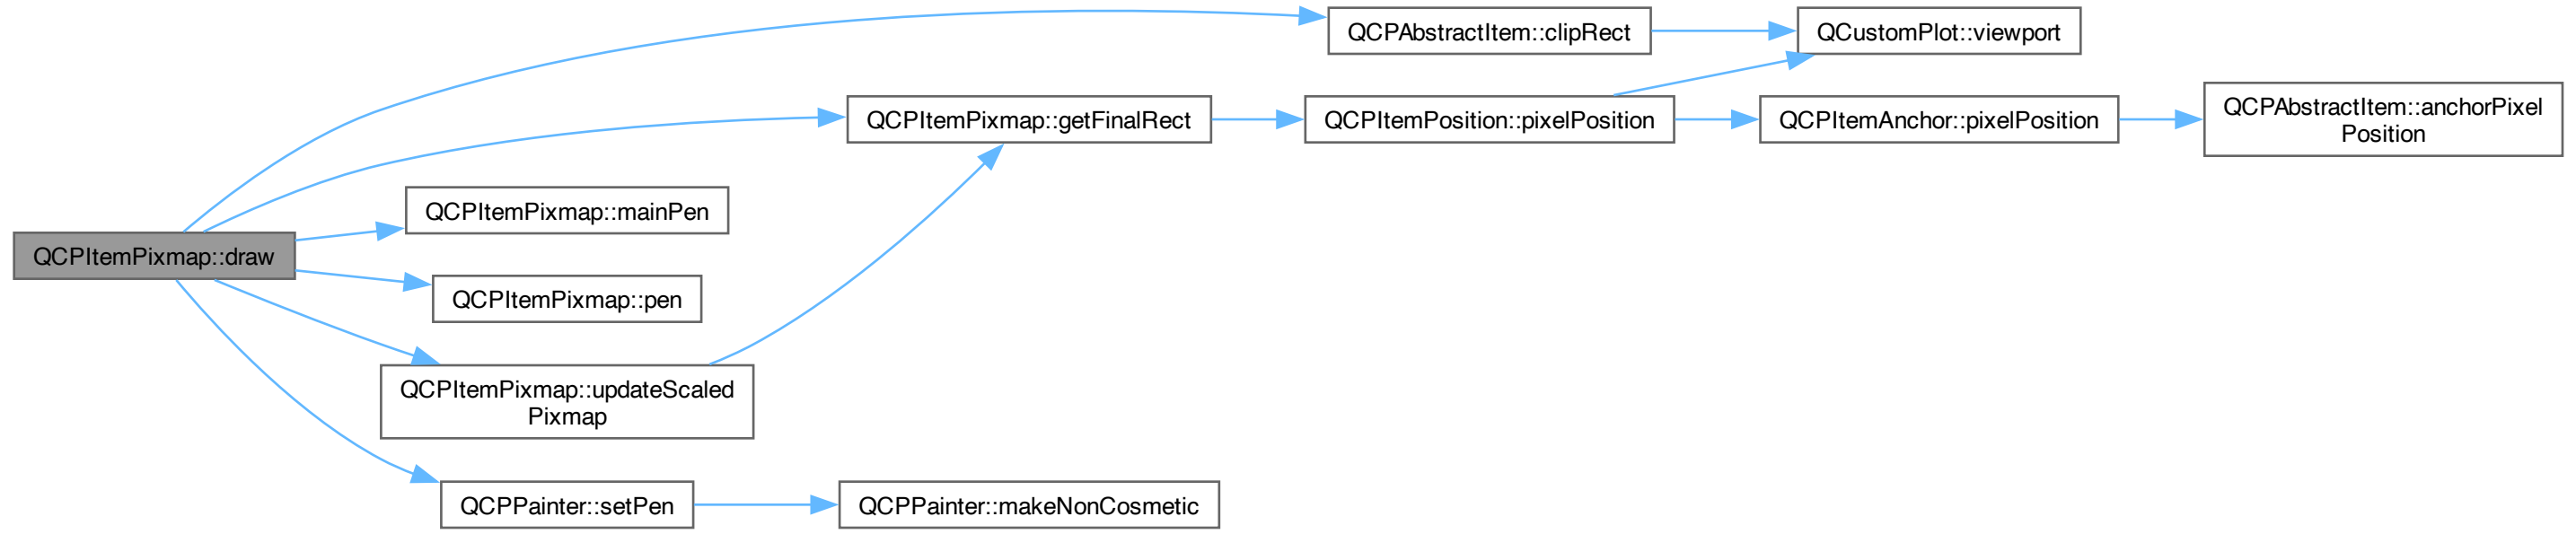 QCPItemPixmap::draw
QCPAbstractItem::clipRect
QCustomPlot::viewport
QCPItemPixmap::getFinalRect
QCPItemPosition::pixelPosition
QCPItemAnchor::pixelPosition
QCPAbstractItem::anchorPixel
Position
QCPItemPixmap::mainPen
QCPItemPixmap::pen
QCPItemPixmap::updateScaled
Pixmap
QCPPainter::setPen
QCPPainter::makeNonCosmetic